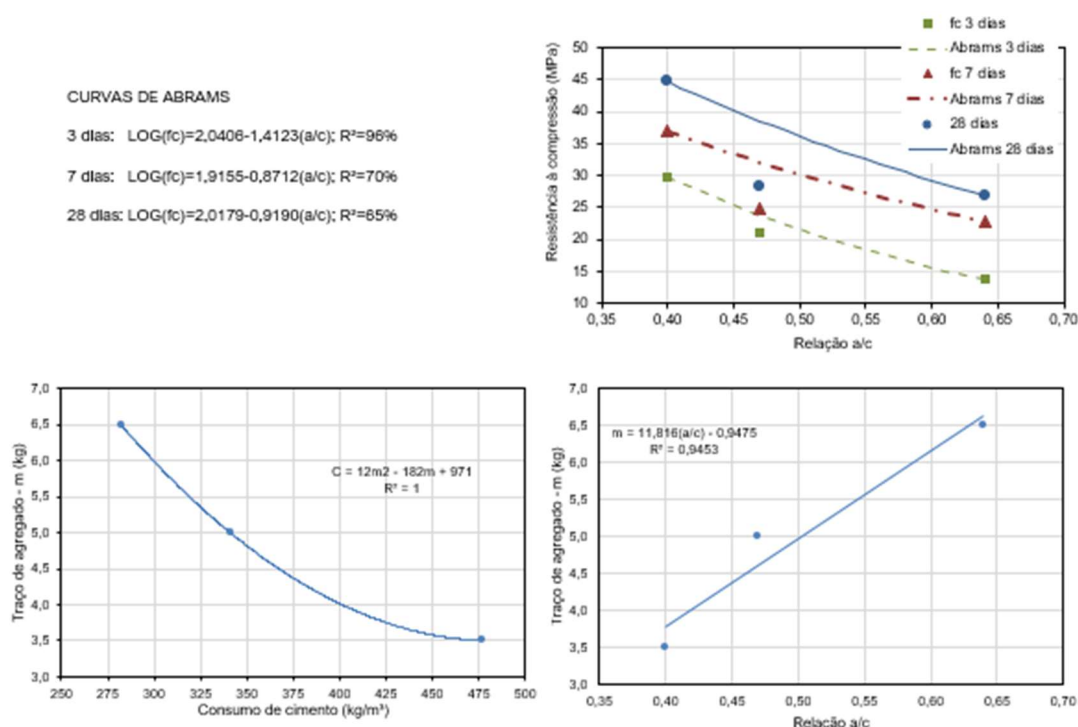 CURVAS DE ABRAMS
3 dias: LOG(fc)=2,0406-1,4123(a/c); R²=96%
7 dias: LOG(fc)=1,9155-0,8712(a/c); R²=70%
28 dias: LOG(fc)=2,0179-0,9190(a/c); R²=65%
fc 3 dias
Abrams 3 dias
fc 7 dias
Abrams 7 dias
28 dias
Abrams 28 dias
Resistência à compressão (MPa)
50
45
40
35
30
25
20
15
10
0,35 0,40 0,45 0,50 0,55 0,60 0,65 0,70
Relação a/c
Traço de agregado - m (kg)
7,0
6,5
6,0
5,5
5,0
4,5
4,0
3,5
3,0
C = 12m2 - 182m + 971
R² = 1
250 275 300 325 350 375 400 425 450 475 500
Consumo de cimento (kg/m³)
Traço de agregado - m (kg)
7,0
6,5
6,0
5,5
5,0
4,5
4,0
3,5
3,0
m = 11,816(a/c) - 0,9475
R² = 0,9453
0,35 0,40 0,45 0,50 0,55 0,60 0,65 0,70
Relação a/c